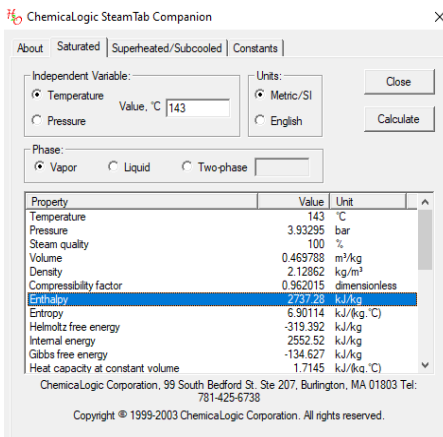 ChemicaLogic SteamTab Companion
About Saturated Superheated/Subcooled Constants
Independent Variable:
Temperature
Pressure
Value, °C 143
Units:
Metric/SI
English
Close
Calculate
Phase:
Vapor Liquid Two-phase
Property Value Unit
Temperature 143 °C
Pressure 3.93295 bar
Steam quality 100 %
Volume 0.469788 m³/kg
Density 2.12862 kg/m³
Compressibility factor 0.962015 dimensionless
Enthalpy 2737.28 kJ/kg
Entropy 6.90114 kJ/(kg.°C)
Helmoltz free energy -319.392 kJ/kg
Internal energy 2552.52 kJ/kg
Gibbs free energy -134.627 kJ/kg
Heat capacity at constant volume 1.7145 kJ/(kg.°C)
ChemicaLogic Corporation, 99 South Bedford St. Ste 207, Burlington, MA 01803 Tel:
781-425-6738
Copyright © 1999-2003 ChemicaLogic Corporation. All rights reserved.